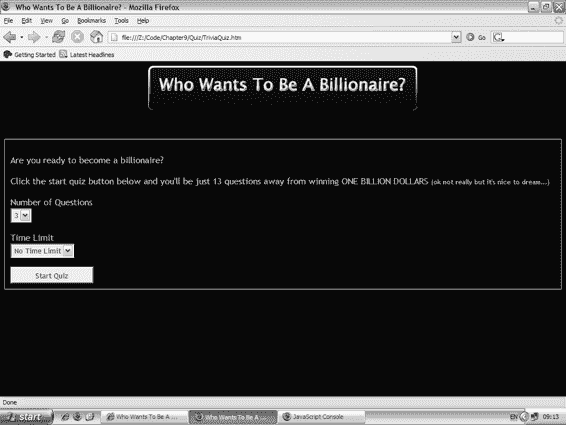 Who Wants To Be A Billionaire? - Mozilla Firefox
File Edit View Go Bookmarks Tools Help
file:///Z:/Code/Chapter9/Quiz/TriviaQuiz.htm Go
Getting Started Latest Headlines
Who Wants To Be A Billionaire?
Are you ready to become a billionaire?
Click the start quiz button below and you'll be just 13 questions away from winning ONE BILLION DOLLARS (ok not really but it's nice to dream...)
Number of Questions
3
Time Limit
No Time Limit
Start Quiz
Done
start Who Wants To Be A ... Who Wants To Be A ... JavaScript Console EN 09:13